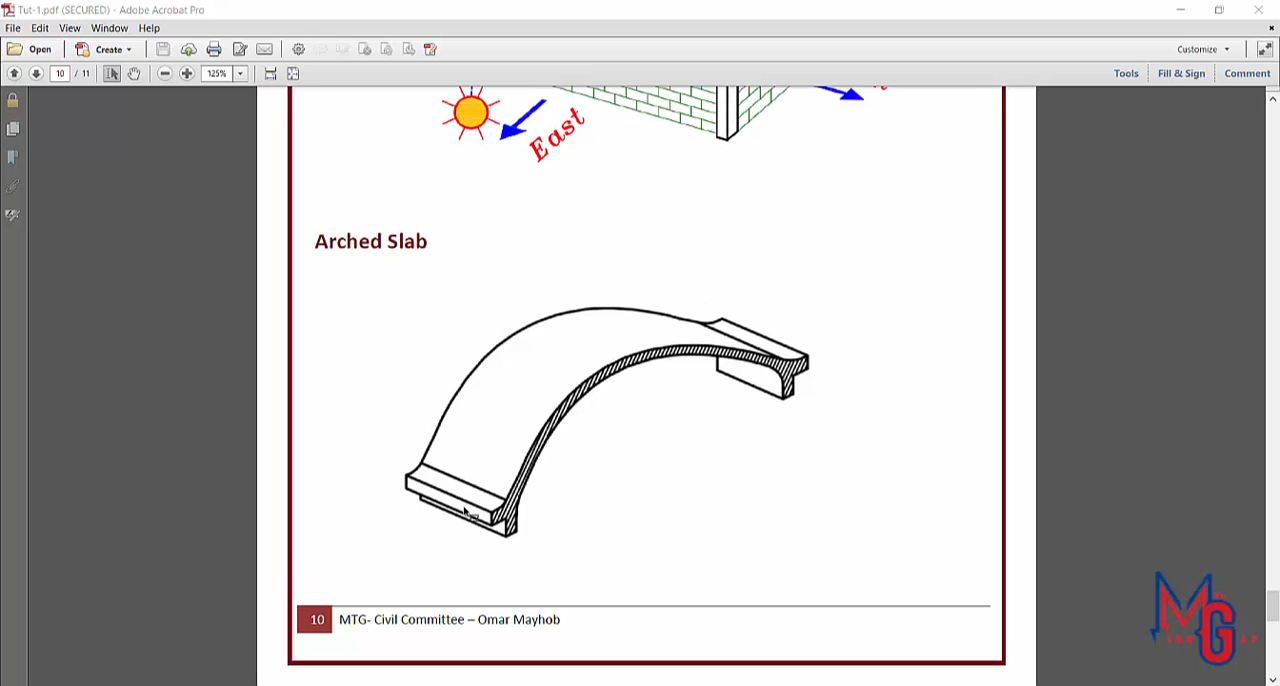 Tut-1.pdf (SECURED) - Adobe Acrobat Pro
File Edit View Window Help
Open Create Customize
10 / 11 125% Tools Fill & Sign Comment
East
Arched Slab
10 MTG- Civil Committee – Omar Mayhob
MG